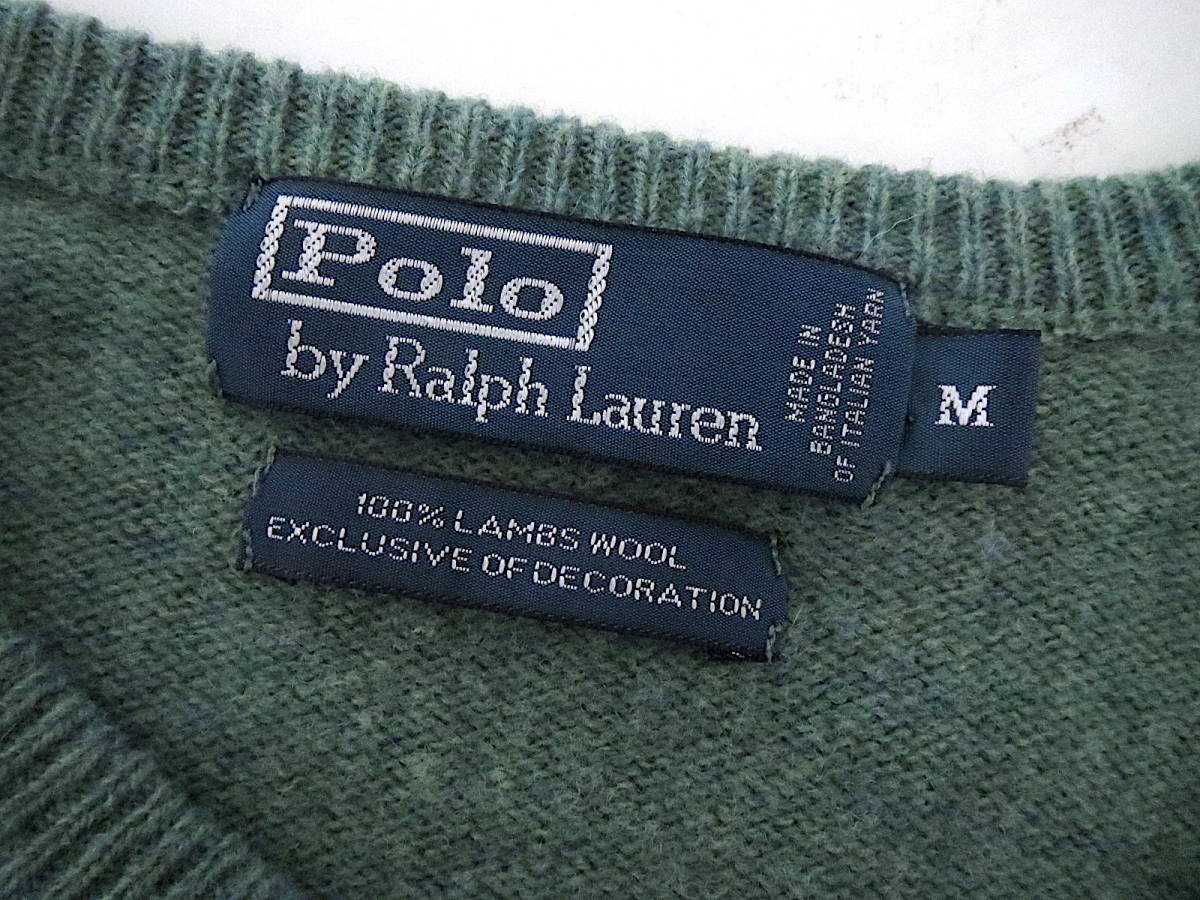 Polo
by Ralph Lauren
MADE IN
BANGLADESH
OF ITALIAN YARN
M
100% LAMBS WOOL
EXCLUSIVE OF DECORATION